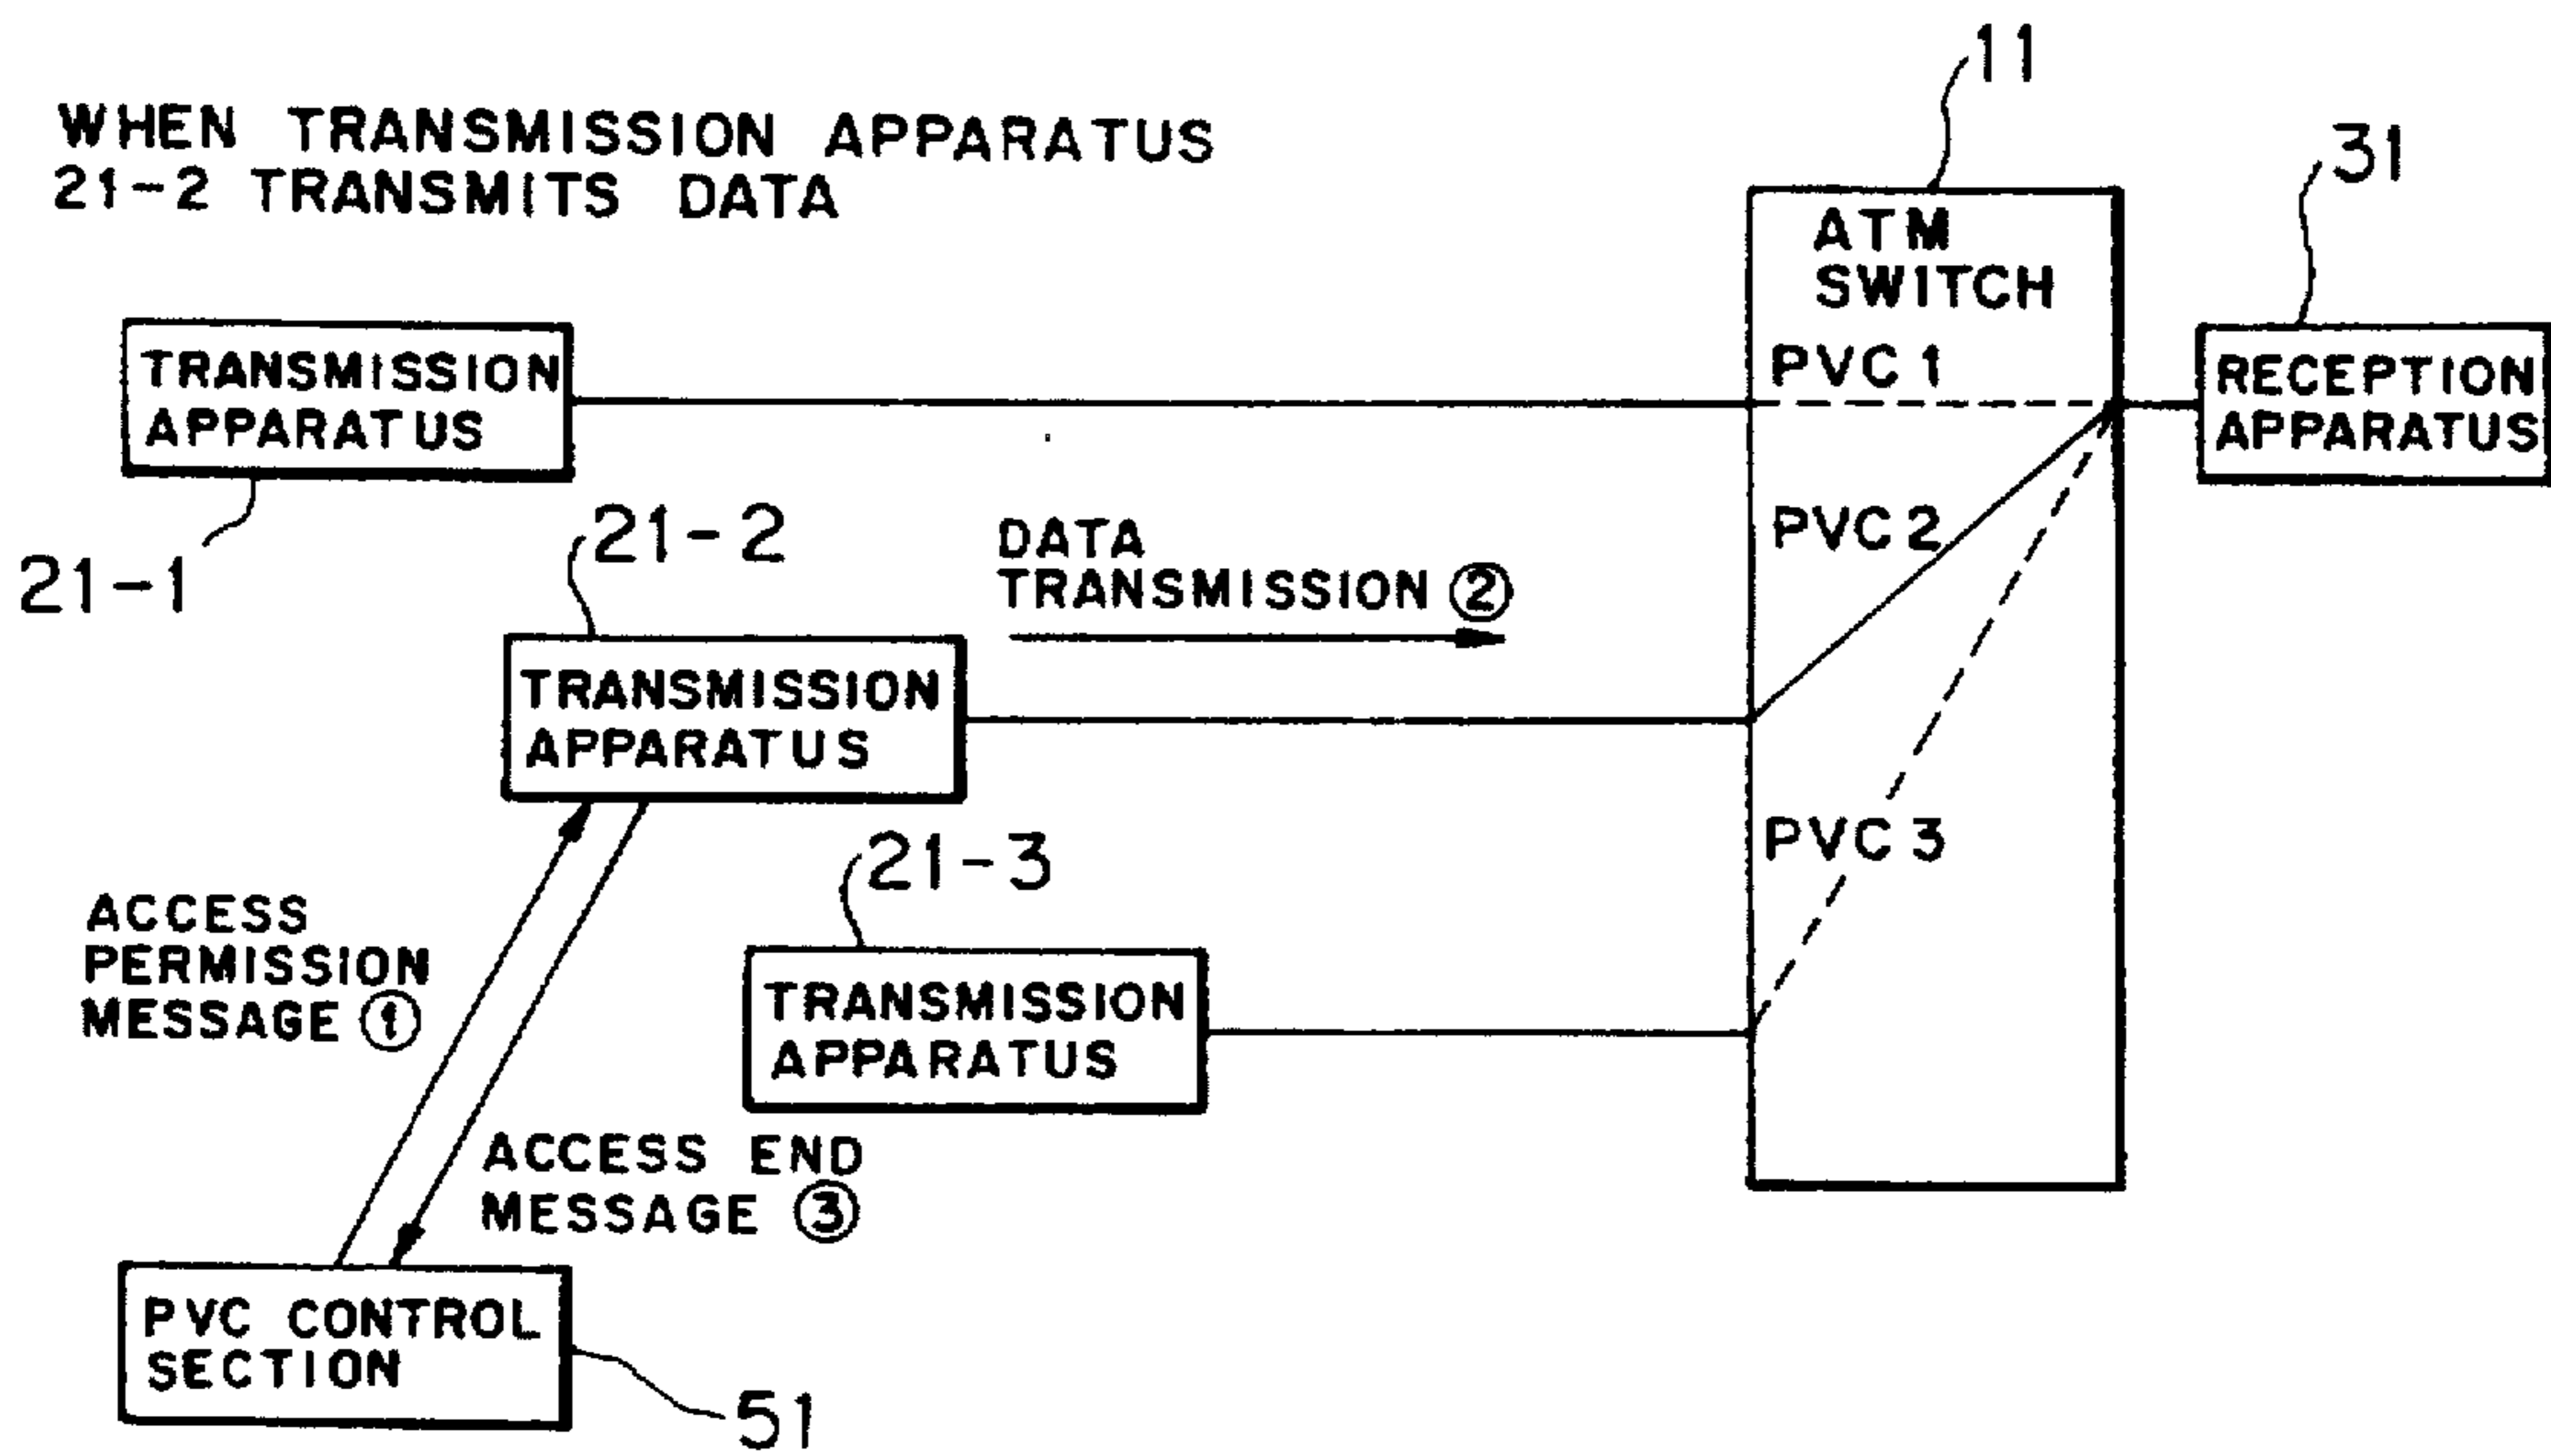 WHEN TRANSMISSION APPARATUS
21-2 TRANSMITS DATA
11
31
ATM
SWITCH
TRANSMISSION
APPARATUS
21-1
PVC 1
RECEPTION
APPARATUS
21-2
DATA
TRANSMISSION ②
PVC 2
TRANSMISSION
APPARATUS
PVC 3
21-3
ACCESS
PERMISSION
MESSAGE ①
TRANSMISSION
APPARATUS
ACCESS END
MESSAGE ③
PVC CONTROL
SECTION
51